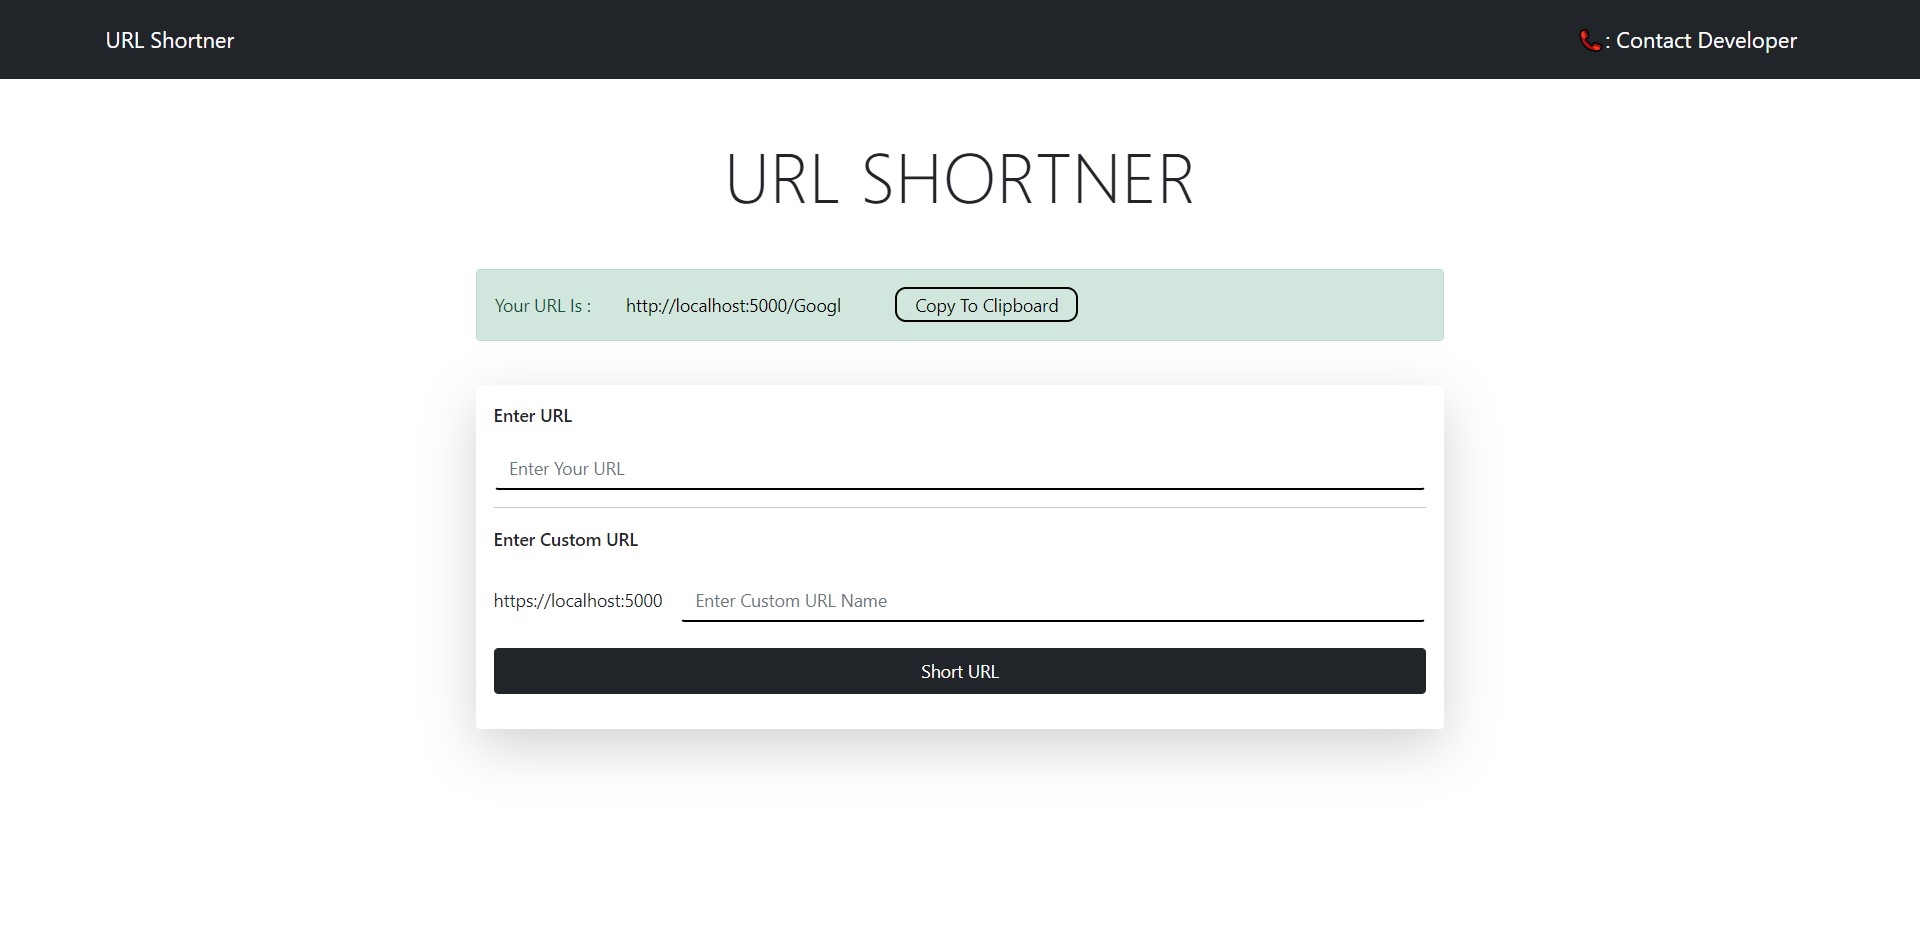 URL Shortner
📞: Contact Developer
URL SHORTNER
Your URL Is : http://localhost:5000/Googl Copy To Clipboard
Enter URL
Enter Your URL
Enter Custom URL
https://localhost:5000 Enter Custom URL Name
Short URL